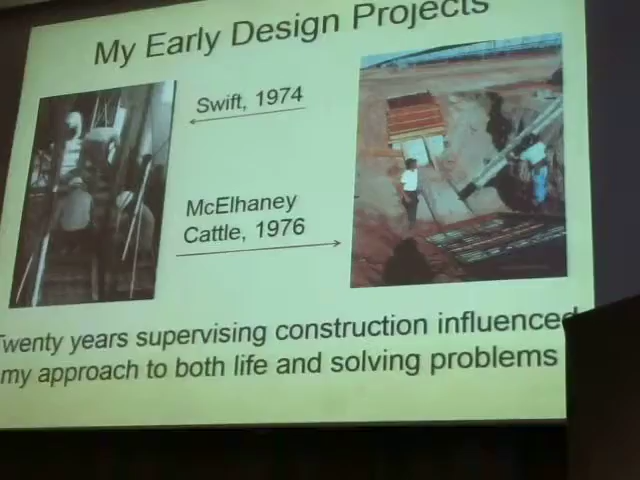 My Early Design Projects
Swift, 1974
McElhaney
Cattle, 1976
Twenty years supervising construction influenced
my approach to both life and solving problems